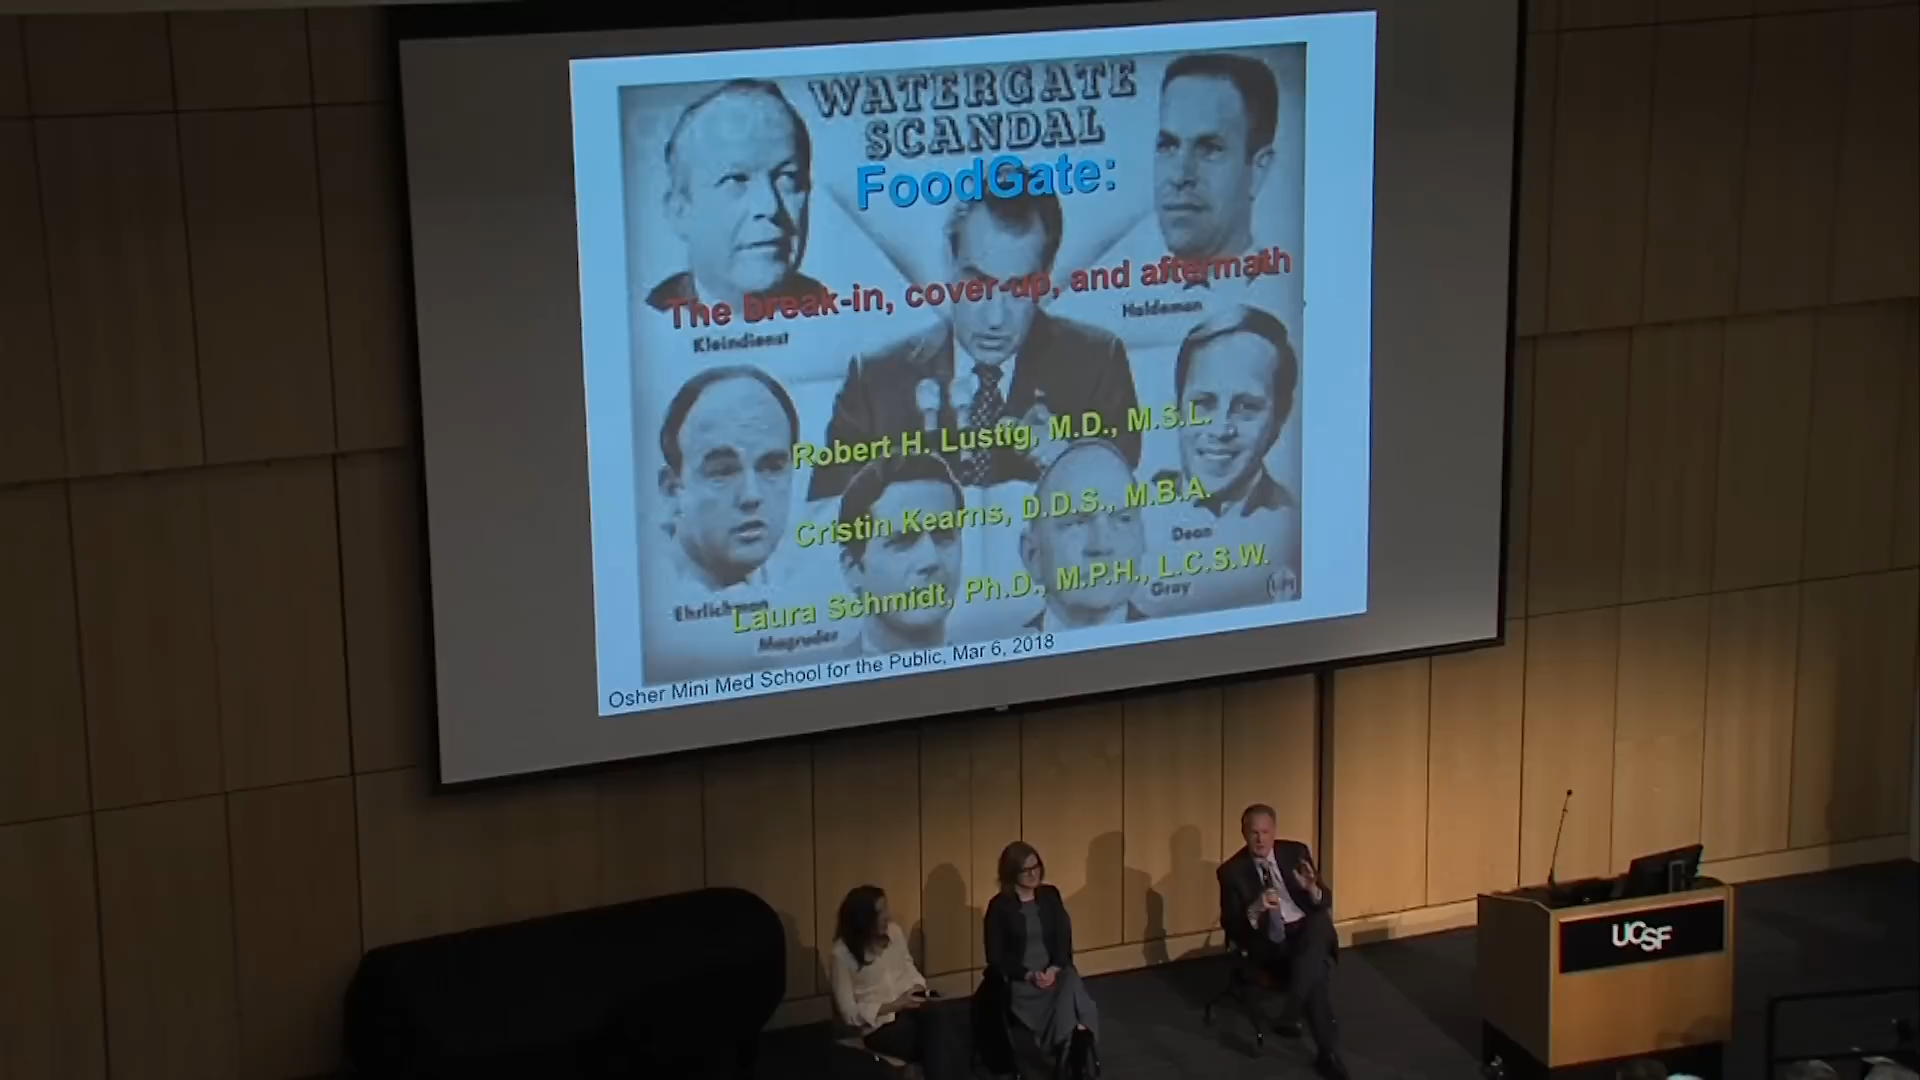 WATERGATE
SCANDAL
FoodGate:
The break-in, cover-up, and aftermath
Haldeman
Kleindienst
Robert H. Lustig, M.D., M.S.L.
Cristin Kearns, D.D.S., M.B.A.
Dean
Laura Schmidt, Ph.D., M.P.H., L.C.S.W.
Ehrlichman
Gray
Magruder
UPI
Osher Mini Med School for the Public, Mar 6, 2018
UCSF